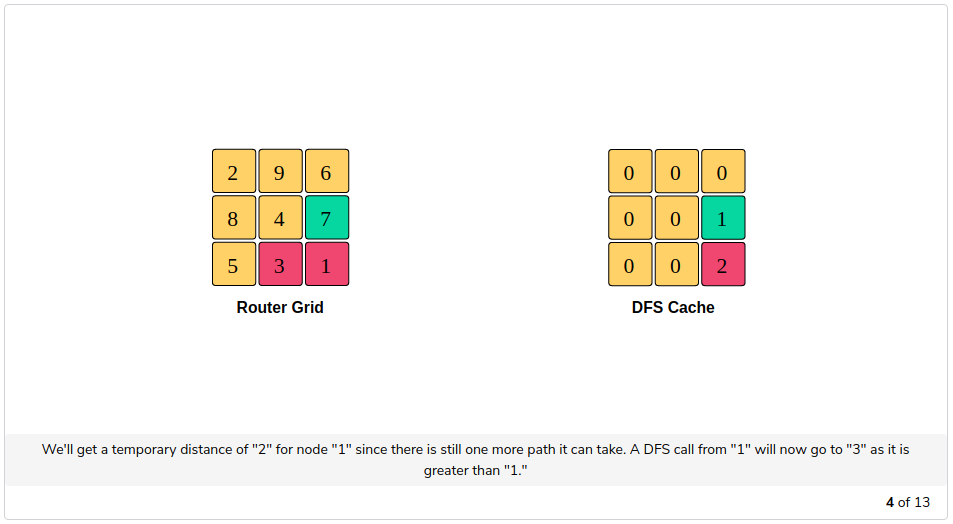 2 9 6 0 0 0
8 4 7 0 0 1
5 3 1 0 0 2
Router Grid DFS Cache
We'll get a temporary distance of "2" for node "1" since there is still one more path it can take. A DFS call from "1" will now go to "3" as it is
greater than "1."
4 of 13